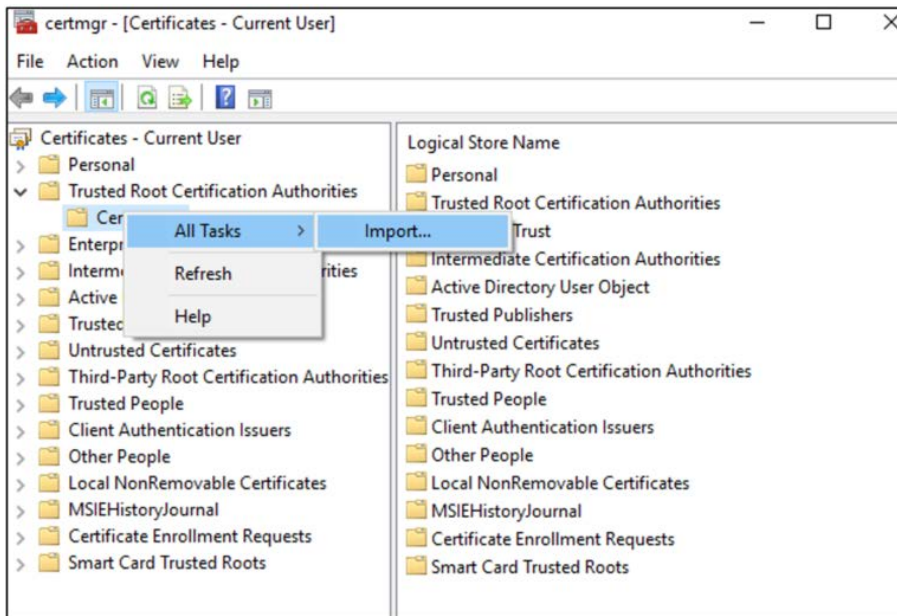 certmgr - [Certificates - Current User]
File Action View Help
Certificates - Current User
Personal
Trusted Root Certification Authorities
Cer
Enterpr
Interme
rities
Active
Trusted
Untrusted Certificates
Third-Party Root Certification Authorities
Trusted People
Client Authentication Issuers
Other People
Local NonRemovable Certificates
MSIEHistoryJournal
Certificate Enrollment Requests
Smart Card Trusted Roots
All Tasks
Refresh
Help
Import...
Logical Store Name
Personal
Trusted Root Certification Authorities
Trust
Intermediate Certification Authorities
Active Directory User Object
Trusted Publishers
Untrusted Certificates
Third-Party Root Certification Authorities
Trusted People
Client Authentication Issuers
Other People
Local NonRemovable Certificates
MSIEHistoryJournal
Certificate Enrollment Requests
Smart Card Trusted Roots